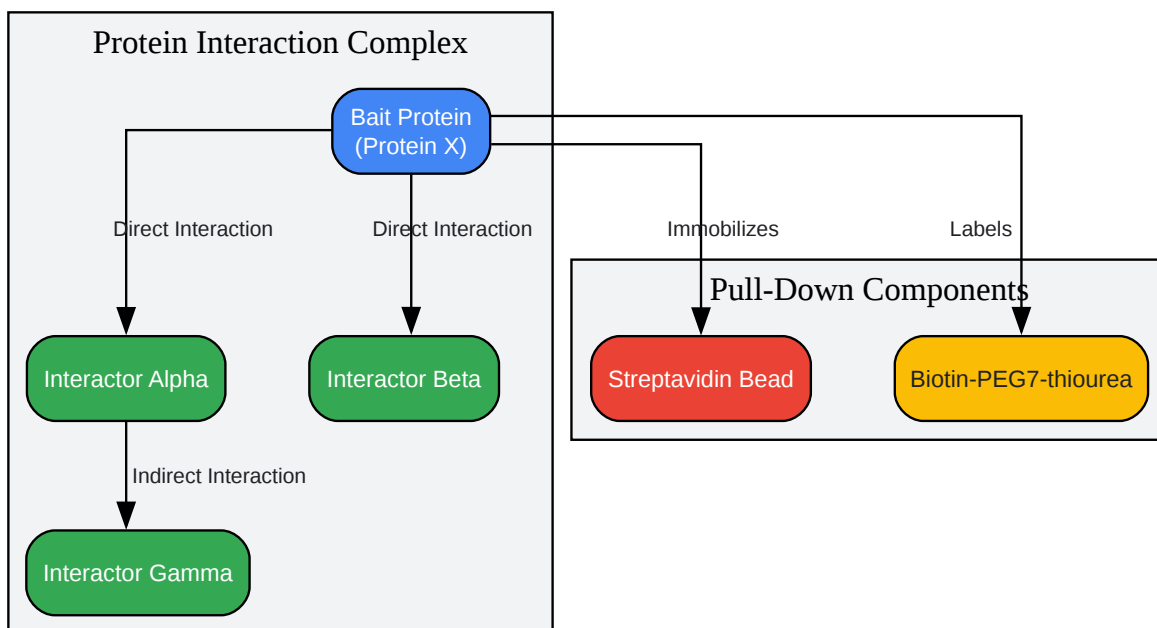 Protein Interaction Complex
Bait Protein
(Protein X)
Direct Interaction
Direct Interaction
Immobilizes
Labels
Pull-Down Components
Interactor Alpha
Interactor Beta
Streptavidin Bead
Biotin-PEG7-thiourea
Indirect Interaction
Interactor Gamma